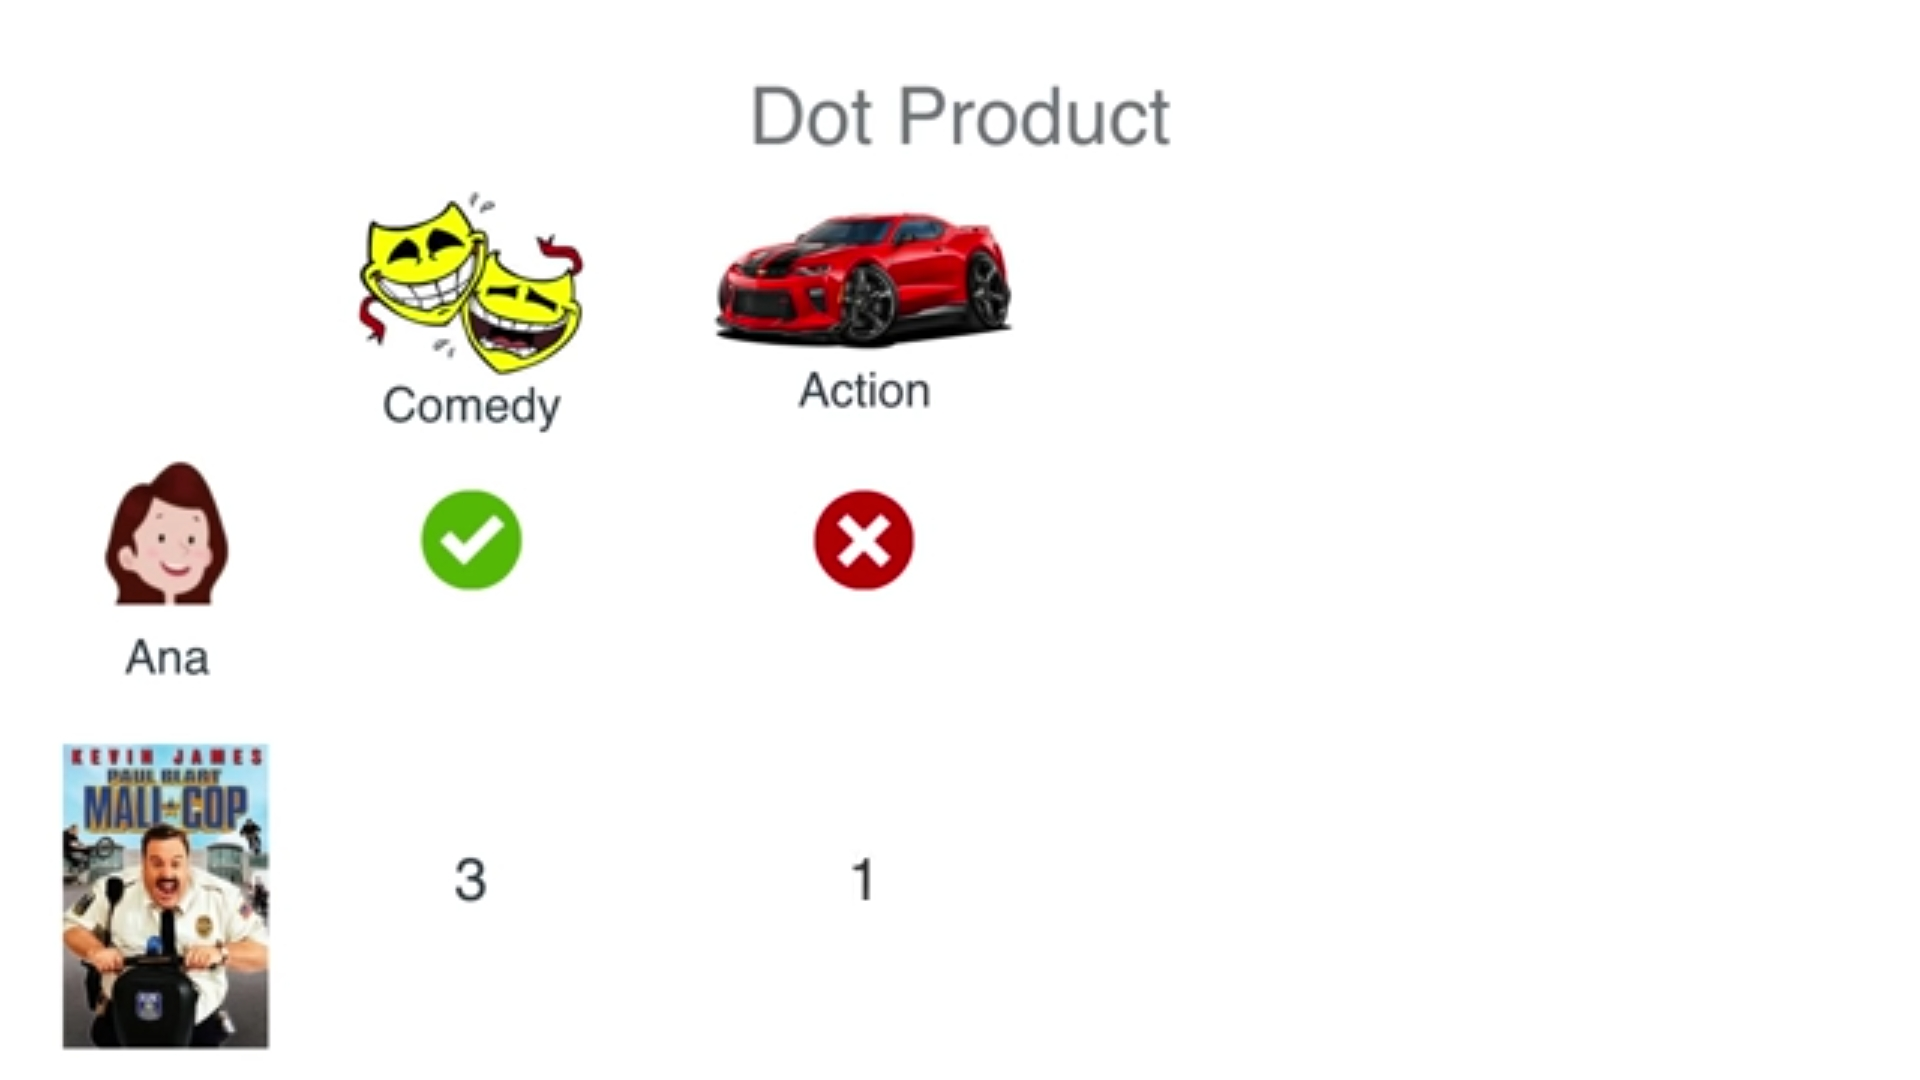 Dot Product
Comedy
Action
Ana
KEVIN JAMES
PAUL BLART
MALL COP
3
1